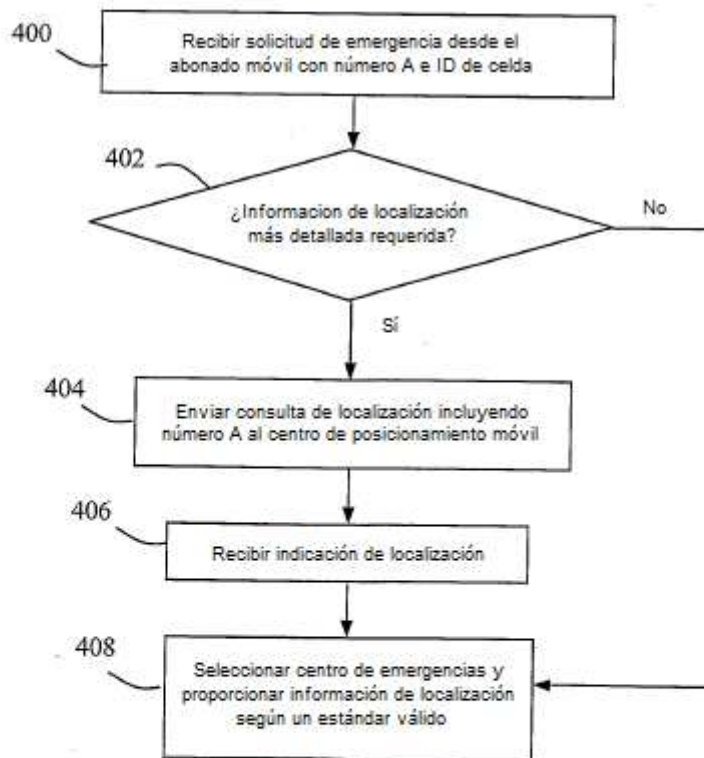 400
Recibir solicitud de emergencia desde el
abonado móvil con número A e ID de celda
402
¿Informacion de localización
más detallada requerida?
No
Sí
404
Enviar consulta de localización incluyendo
número A al centro de posicionamiento móvil
406
Recibir indicación de localización
408
Seleccionar centro de emergencias y
proporcionar información de localización
según un estándar válido